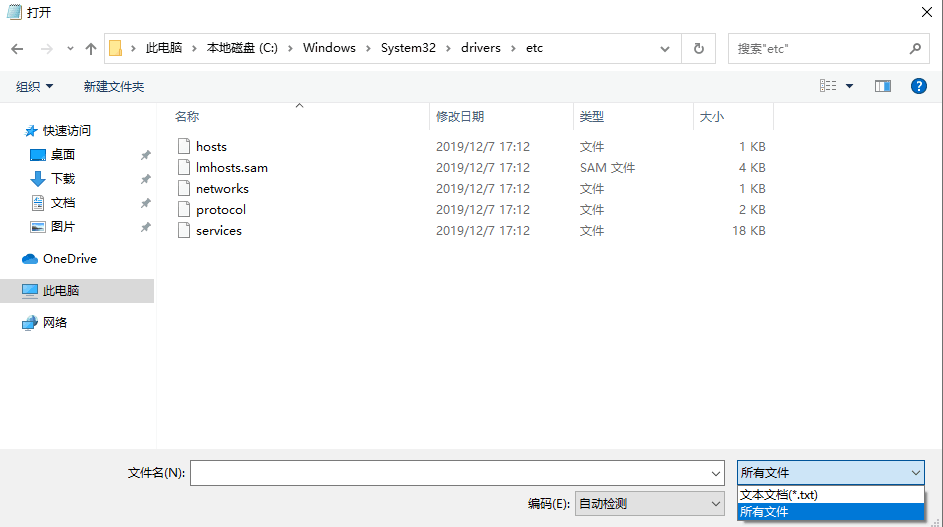 打开
此电脑 本地磁盘 (C:) Windows System32 drivers etc 搜索"etc"
组织 新建文件夹
名称 修改日期 类型 大小
快速访问
桌面
下载
文档
图片
OneDrive
此电脑
网络
hosts 2019/12/7 17:12 文件 1 KB
lmhosts.sam 2019/12/7 17:12 SAM 文件 4 KB
networks 2019/12/7 17:12 文件 1 KB
protocol 2019/12/7 17:12 文件 2 KB
services 2019/12/7 17:12 文件 18 KB
文件名(N): 所有文件
编码(E): 自动检测
文本文档(*.txt)
所有文件